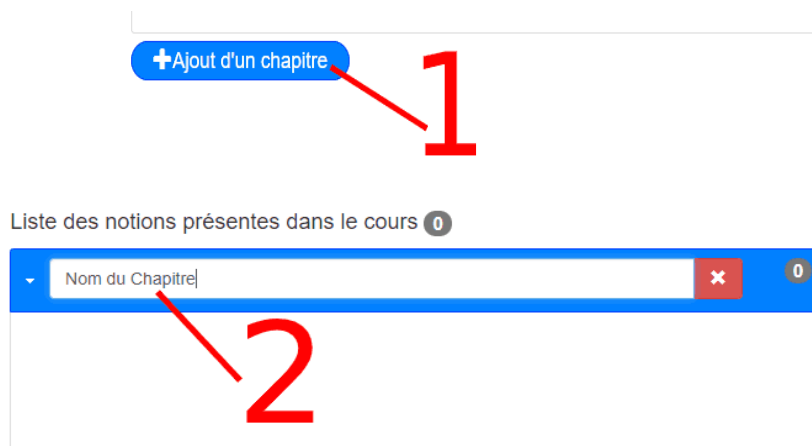 +Ajout d'un chapitre
1
Liste des notions présentes dans le cours 0
Nom du Chapitre 0
2